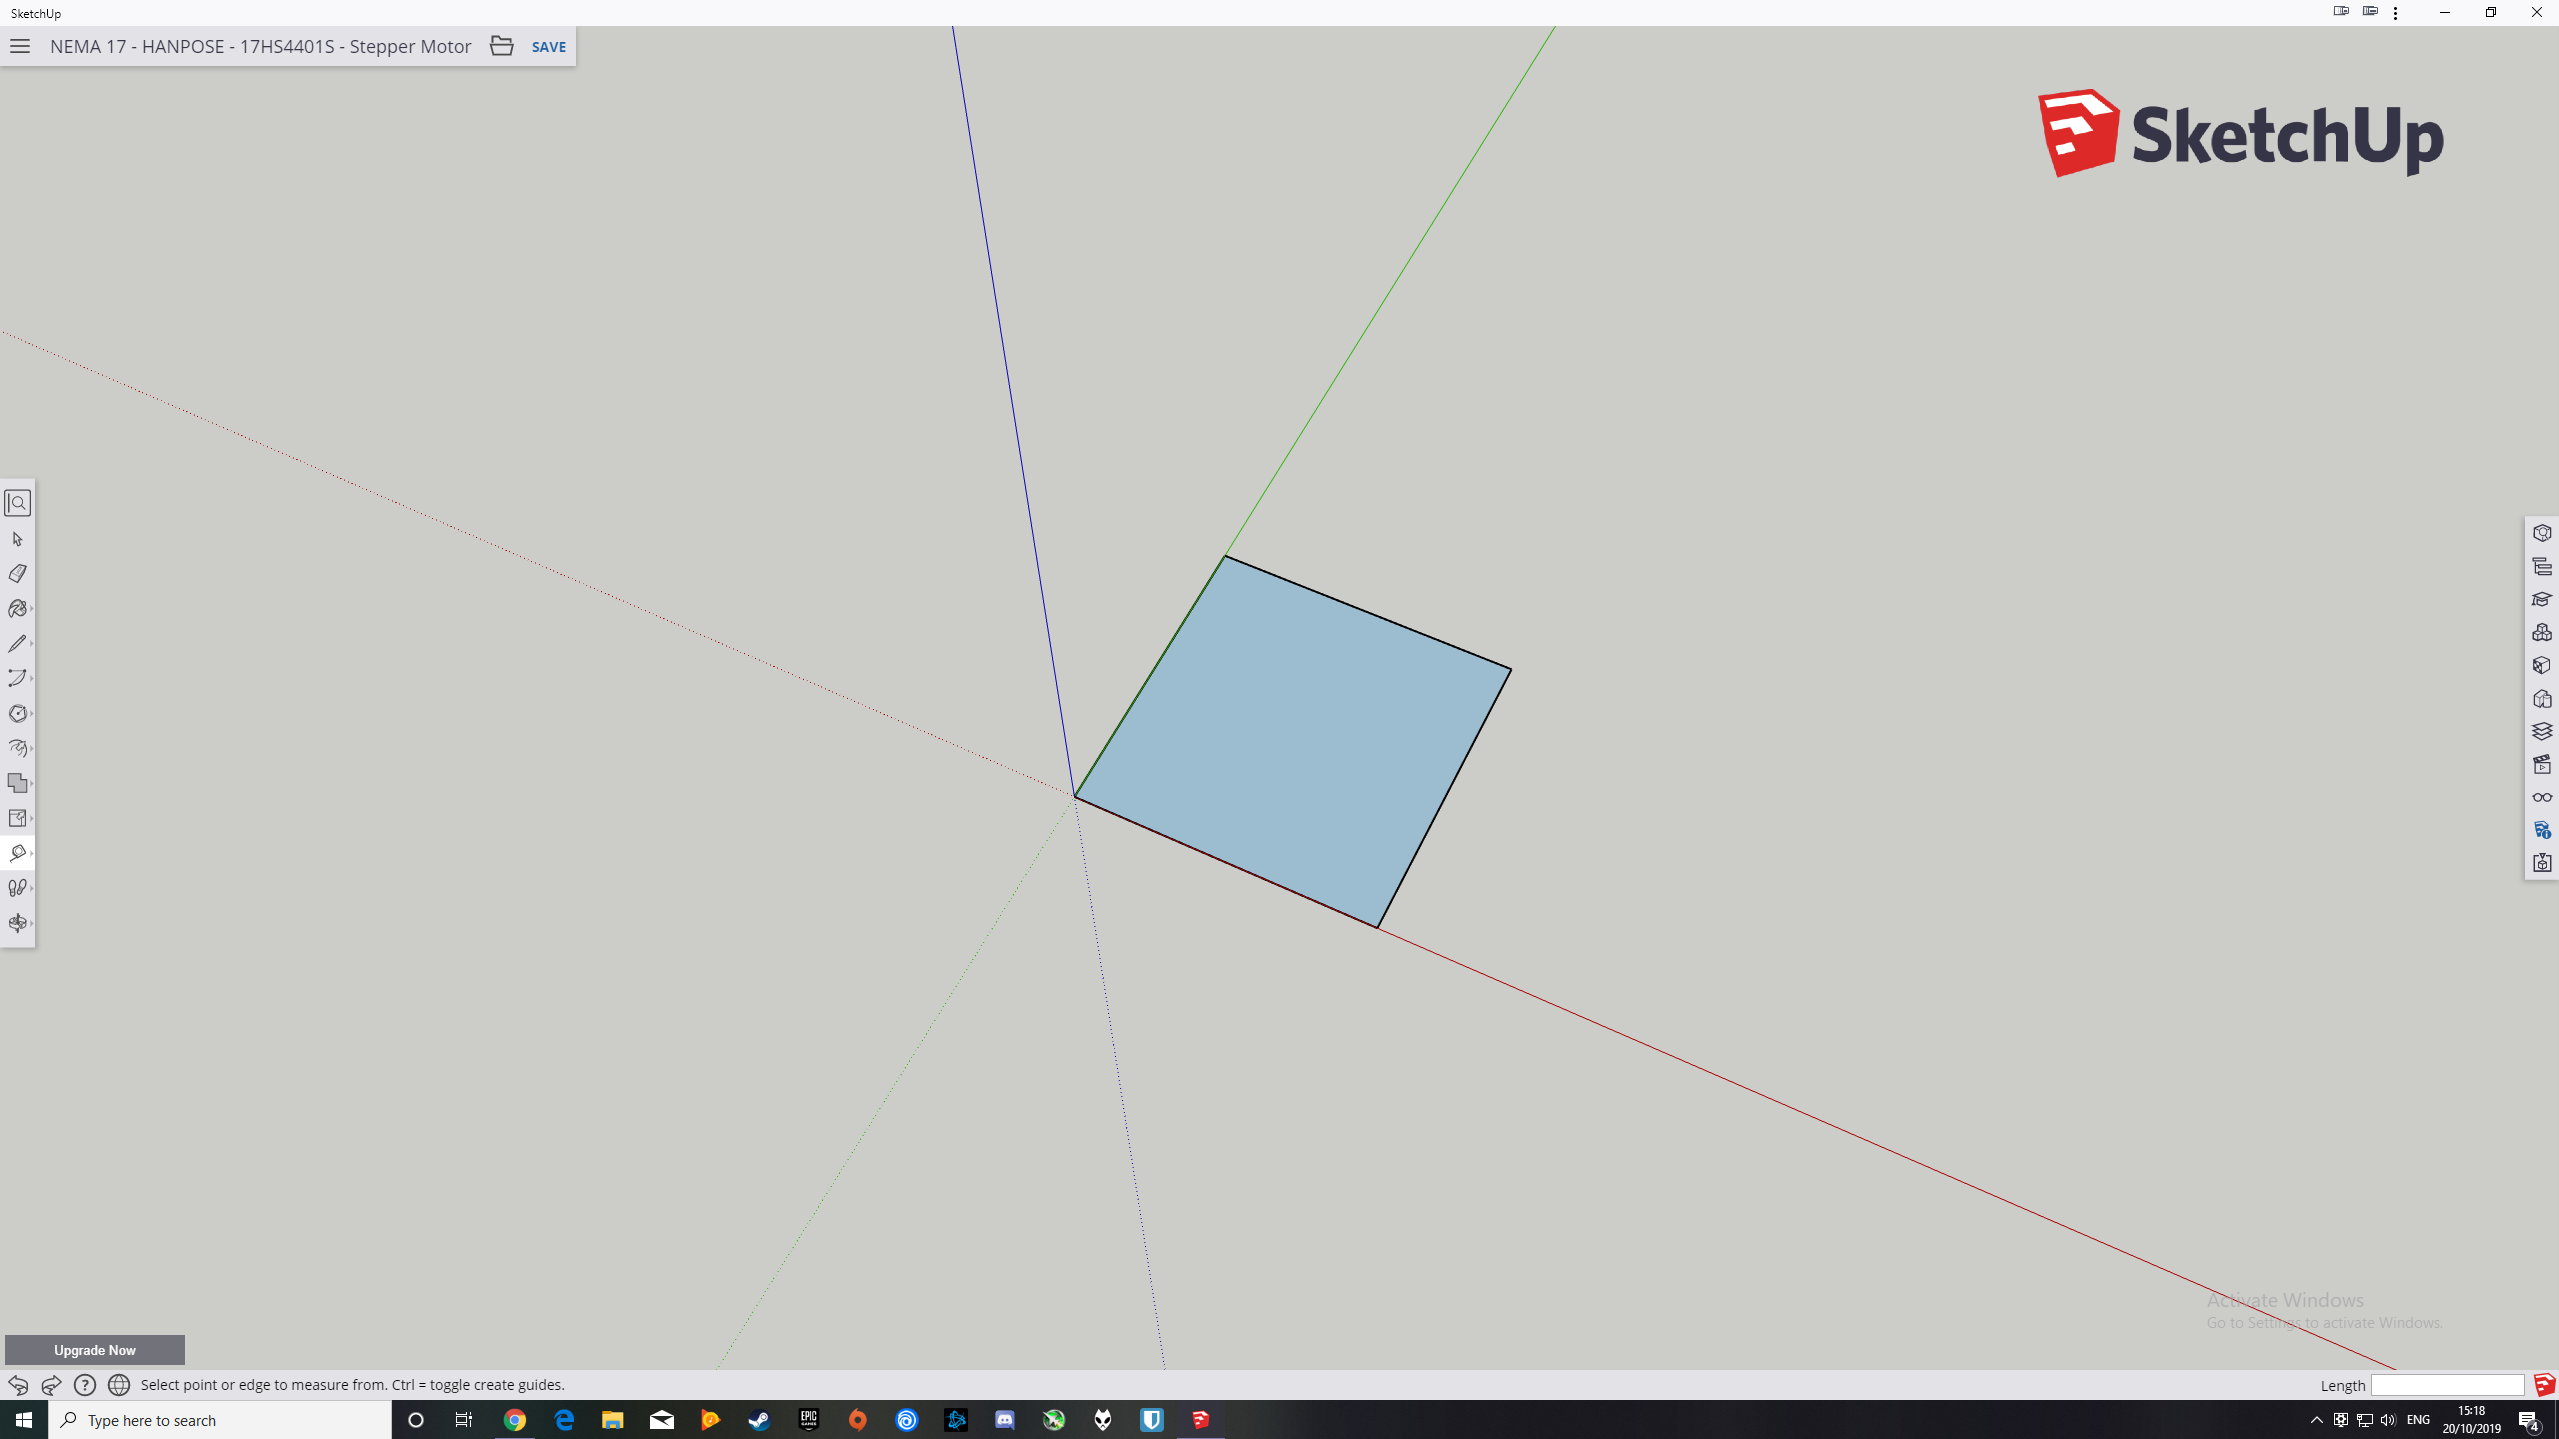 SketchUp
NEMA 17 - HANPOSE - 17HS4401S - Stepper Motor
SAVE
SketchUp
Activate Windows
Go to Settings to activate Windows.
Upgrade Now
Select point or edge to measure from. Ctrl = toggle create guides.
Length
Type here to search
EPIC
GAMES
ENG
15:18
20/10/2019
4